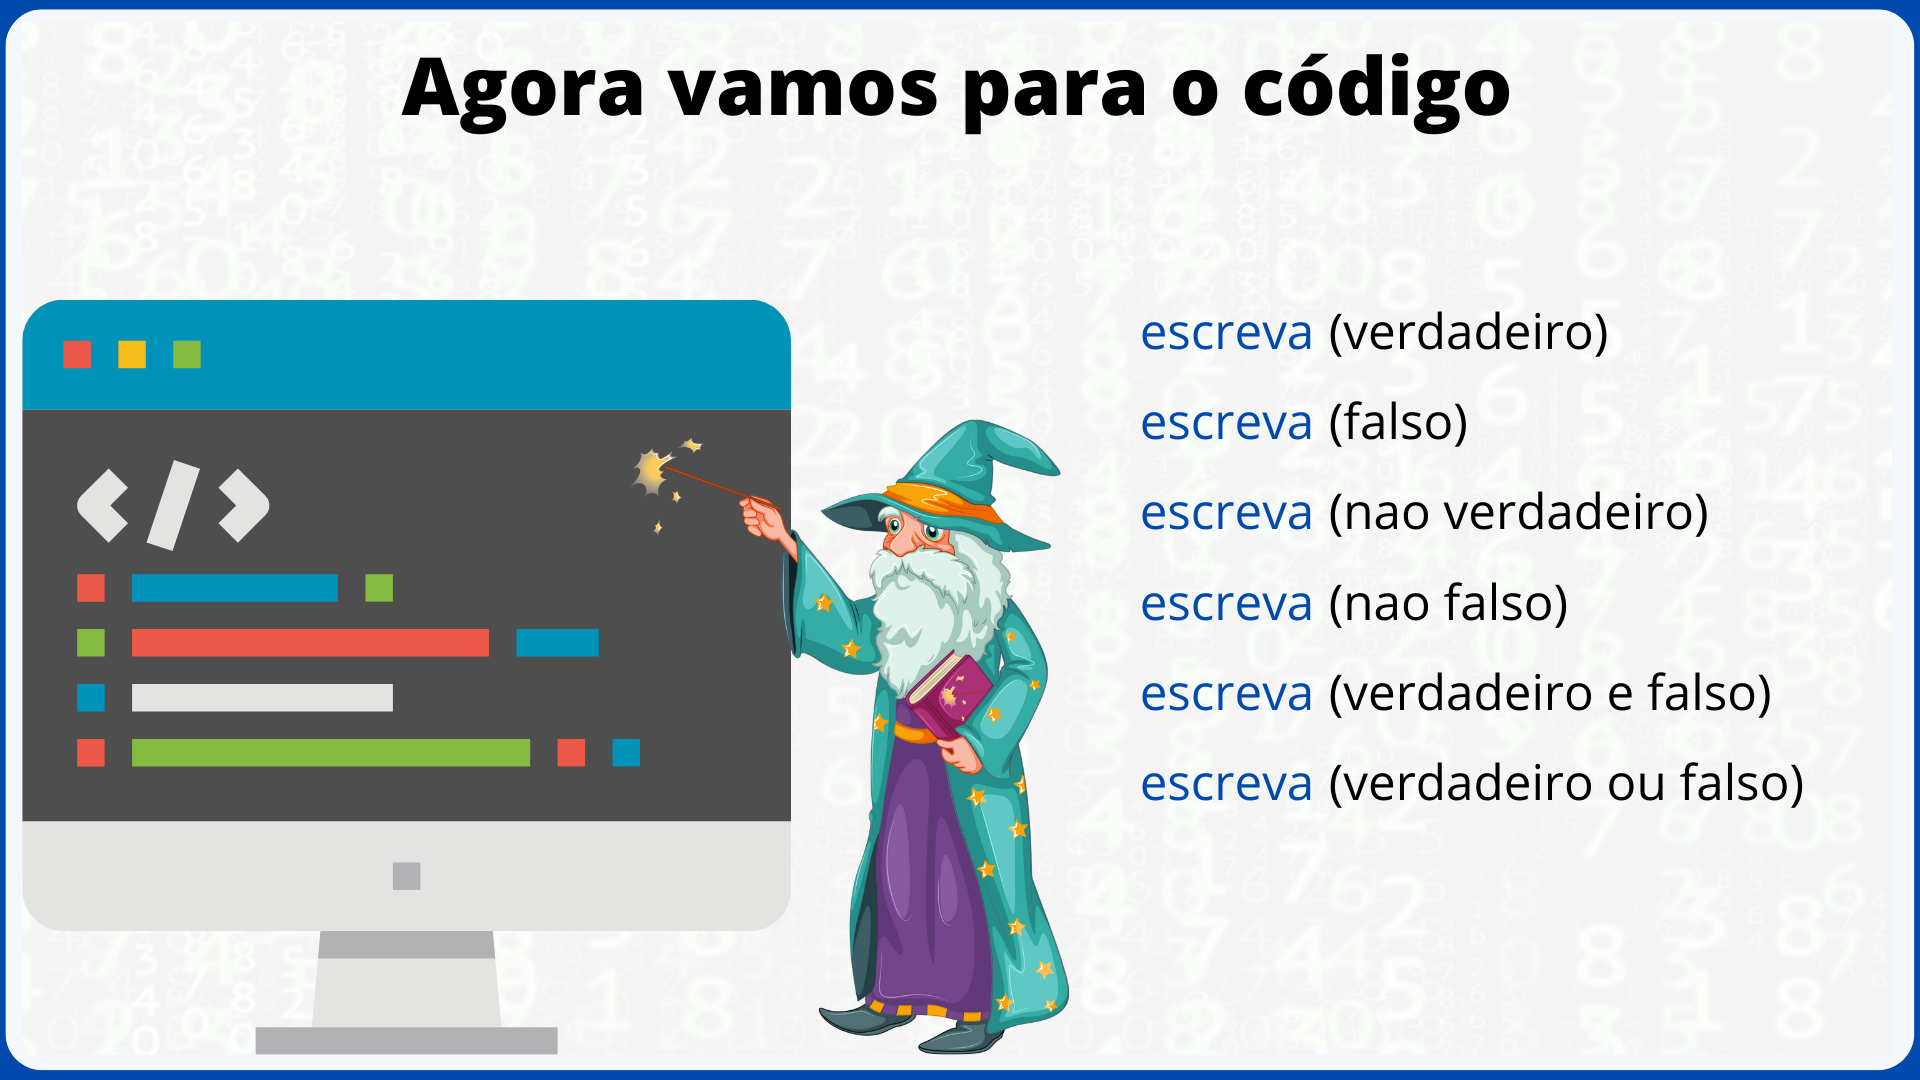 Agora vamos para o código
</>
escreva (verdadeiro)
escreva (falso)
escreva (nao verdadeiro)
escreva (nao falso)
escreva (verdadeiro e falso)
escreva (verdadeiro ou falso)